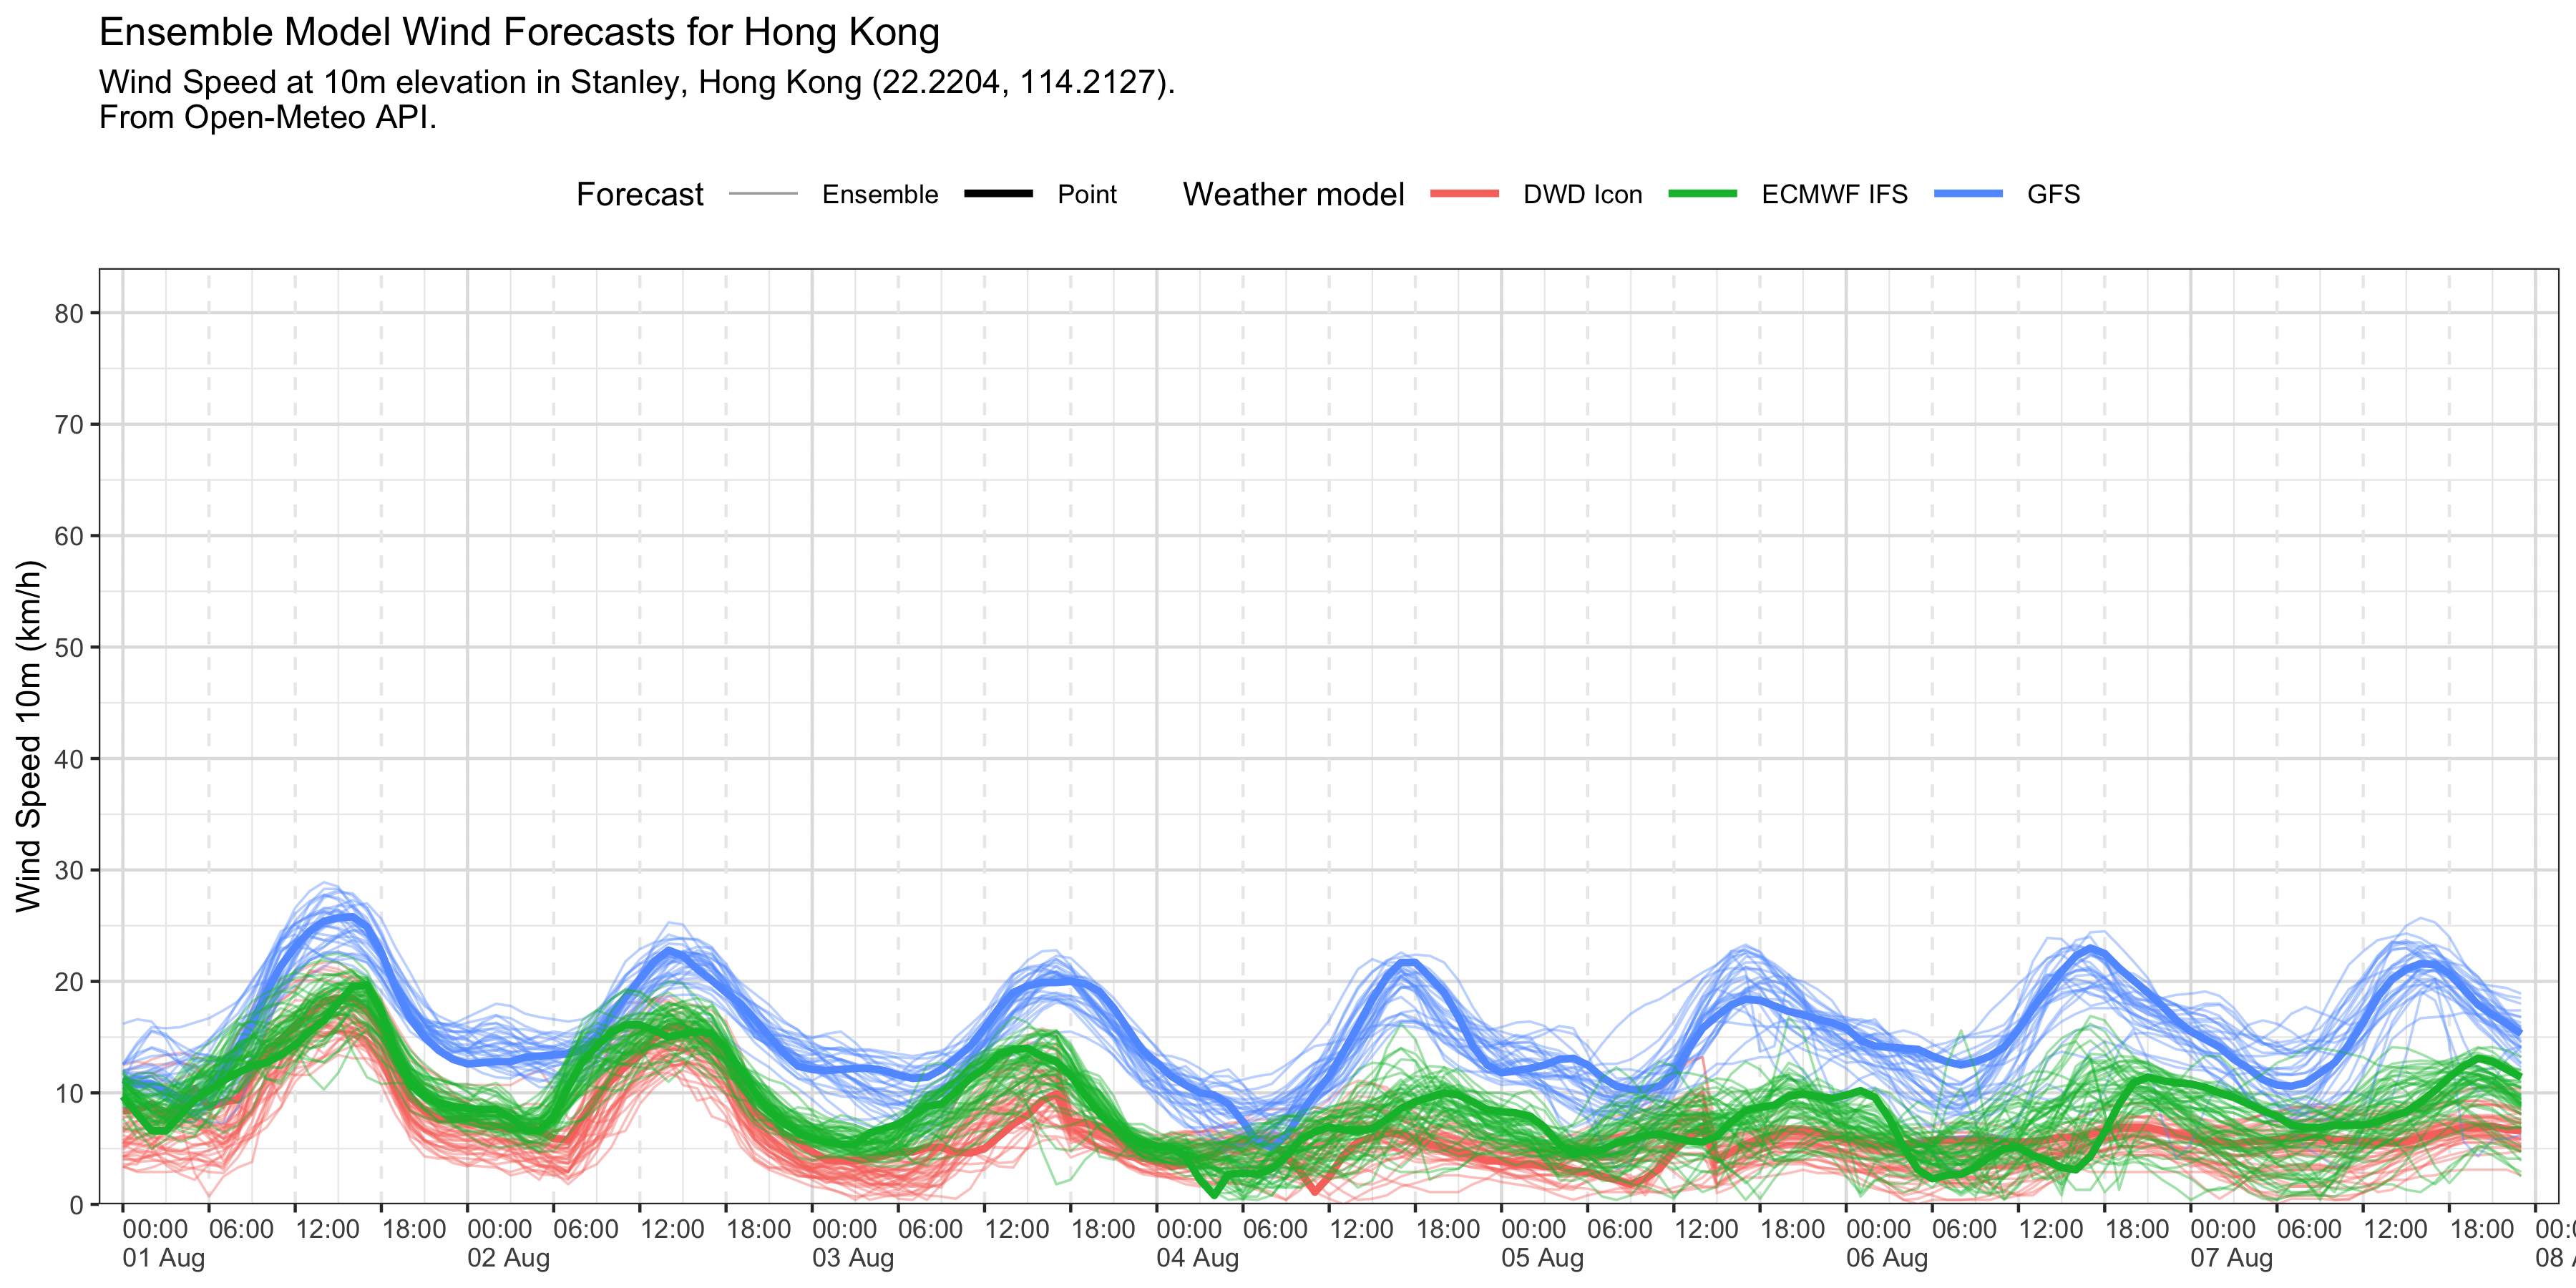 Ensemble Model Wind Forecasts for Hong Kong
Wind Speed at 10m elevation in Stanley, Hong Kong (22.2204, 114.2127).
From Open-Meteo API.
Forecast Ensemble Point Weather model DWD Icon ECMWF IFS GFS
Wind Speed 10m (km/h)
80
70
60
50
40
30
20
10
0
00:00 06:00 12:00 18:00 00:00 06:00 12:00 18:00 00:00 06:00 12:00 18:00 00:00 06:00 12:00 18:00 00:00 06:00 12:00 18:00 00:00 06:00 12:00 18:00 00:00 06:00 12:00 18:00
01 Aug 02 Aug 03 Aug 04 Aug 05 Aug 06 Aug 07 Aug 08